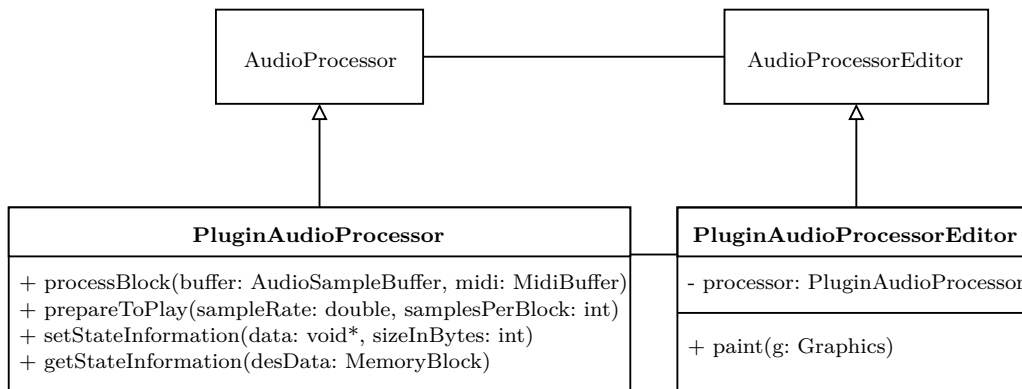 AudioProcessor
AudioProcessorEditor
PluginAudioProcessor
+ processBlock(buffer: AudioSampleBuffer, midi: MidiBuffer)
+ prepareToPlay(sampleRate: double, samplesPerBlock: int)
+ setStateInformation(data: void*, sizeInBytes: int)
+ getStateInformation(desData: MemoryBlock)
PluginAudioProcessorEditor
- processor: PluginAudioProcessor
+ paint(g: Graphics)